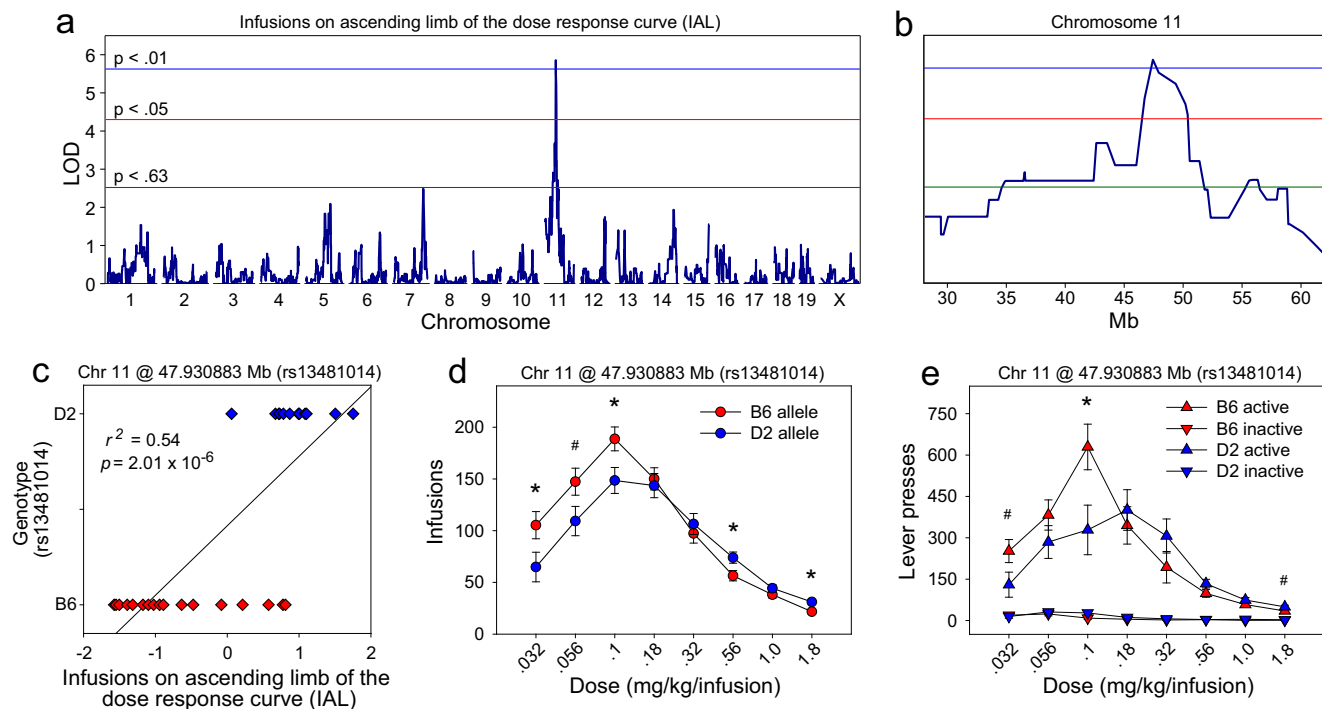 a
Infusions on ascending limb of the dose response curve (IAL)
p < .01
p < .05
p < .63
LOD
6
5
4
3
2
1
0
1 2 3 4 5 6 7 8 9 10 11 12 13 14 15 16 17 18 19 X
Chromosome
b
Chromosome 11
30 35 40 45 50 55 60
Mb
c
Chr 11 @ 47.930883 Mb (rs13481014)
D2
B6
Genotype
(rs13481014)
r² = 0.54
p = 2.01 x 10⁻⁶
-2 -1 0 1 2
Infusions on ascending limb of the
dose response curve (IAL)
d
Chr 11 @ 47.930883 Mb (rs13481014)
B6 allele
D2 allele
* # * * *
Infusions
200
150
100
50
0
.032 .056 .1 .18 .32 .56 1.0 1.8
Dose (mg/kg/infusion)
e
Chr 11 @ 47.930883 Mb (rs13481014)
B6 active
B6 inactive
D2 active
D2 inactive
# * #
Lever presses
750
600
450
300
150
0
.032 .056 .1 .18 .32 .56 1.0 1.8
Dose (mg/kg/infusion)